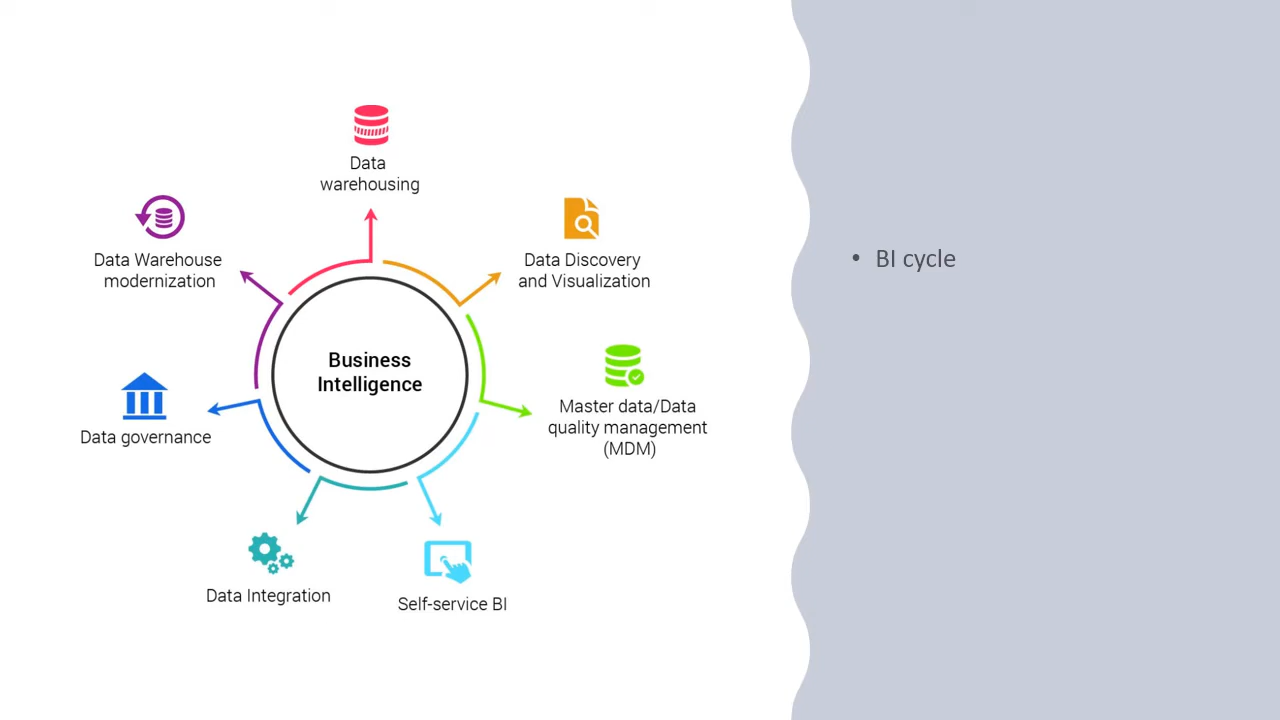 Data
warehousing
Data Discovery
and Visualization
Master data/Data
quality management
(MDM)
Self-service BI
Data Integration
Data governance
Data Warehouse
modernization
Business
Intelligence
• BI cycle